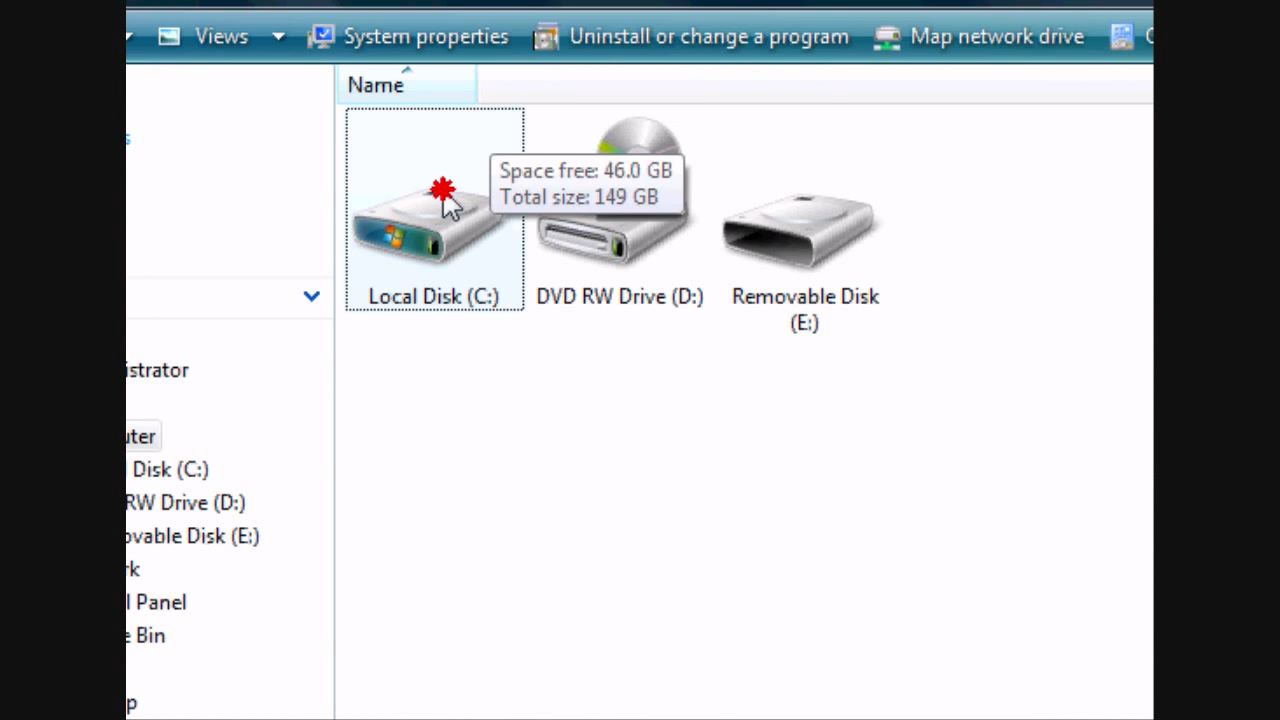 Views System properties Uninstall or change a program Map network drive
Name
Space free: 46.0 GB
Total size: 149 GB
Local Disk (C:) DVD RW Drive (D:) Removable Disk
(E:)
istrator
uter
Disk (C:)
RW Drive (D:)
ovable Disk (E:)
rk
l Panel
e Bin
p